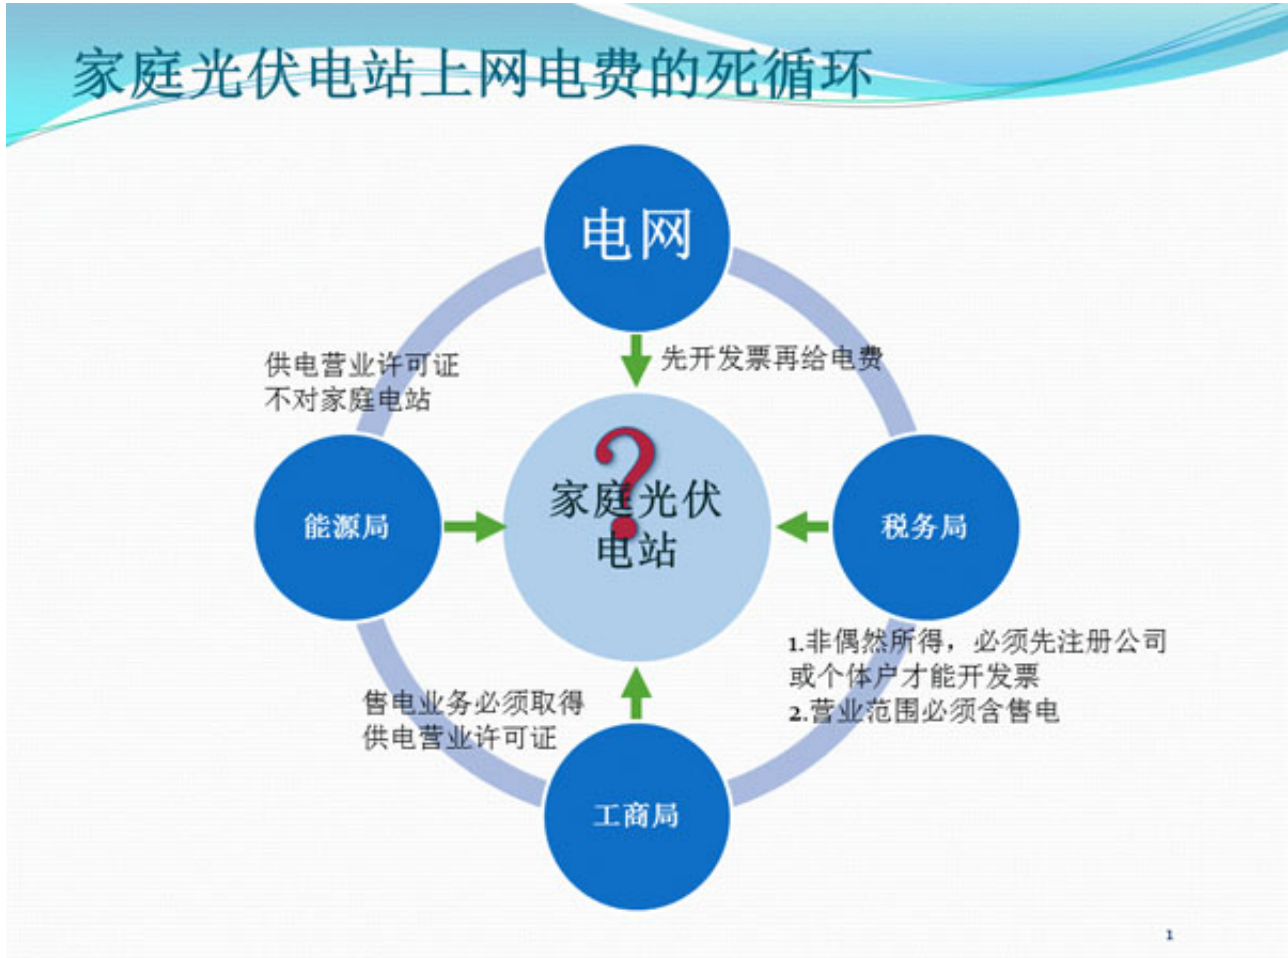 家庭光伏电站上网电费的死循环
电网
先开发票再给电费
供电营业许可证
不对家庭电站
?
家庭光伏
电站
能源局
税务局
1.非偶然所得，必须先注册公司
或个体户才能开发票
2.营业范围必须含售电
售电业务必须取得
供电营业许可证
工商局
1